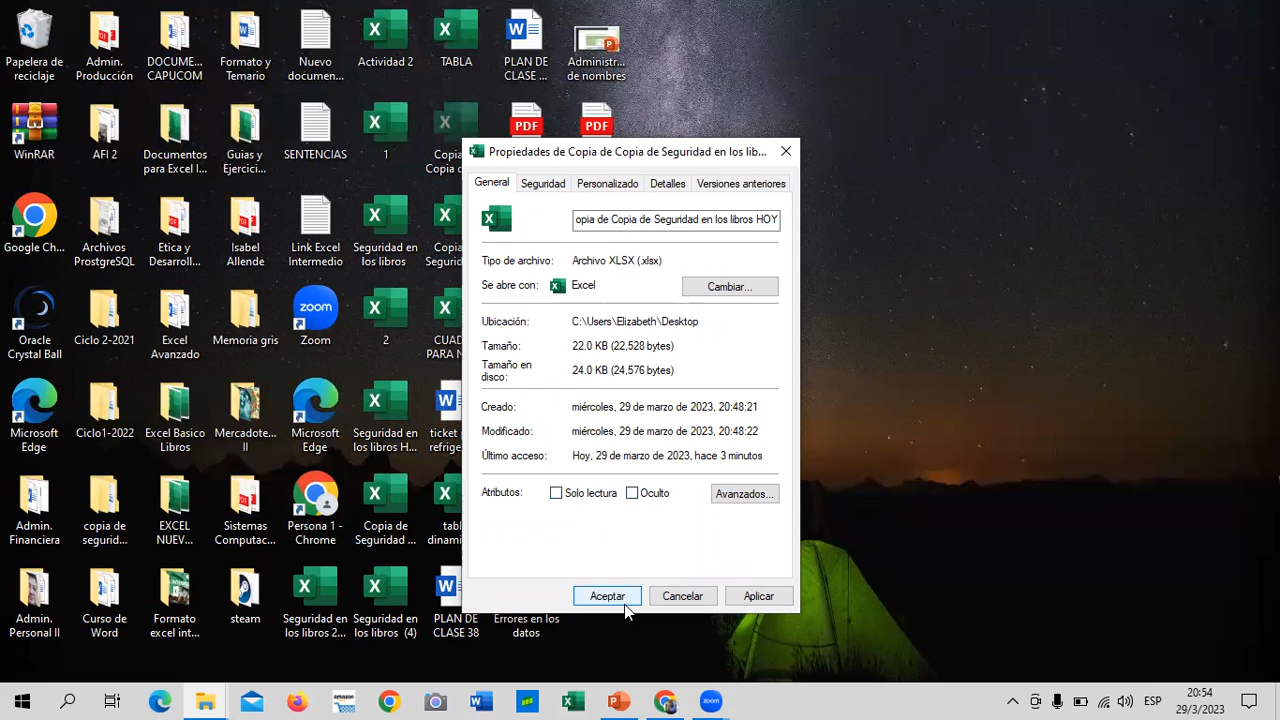 Papelera de reciclaje
Admin. Producción
DOCUME... CAPUCOM
Formato y Temario
Nuevo documen...
Actividad 2
TABLA
PLAN DE CLASE ...
Administr... de nombres
WinRAR
AFI 2
Documentos para Excel I...
Guias y Ejercici...
SENTENCIAS
1
Copia
Copia d
PDF
PDF
Google Ch...
Archivos ProstgreSQL
Etica y Desarroll...
Isabel Allende
Link Excel Intermedio
Seguridad en los libros
Copia
Segurid
Oracle Crystal Ball
Ciclo 2-2021
Excel Avanzado
Memoria gris
Zoom
2
CUAD
PARA N
Microsoft Edge
Ciclo1-2022
Excel Basico Libros
Mercadote... II
Microsoft Edge
Seguridad en los libros H...
ticket
refrige
Admin. Financiera
copia de segurid...
EXCEL NUEV...
Sistemas Computac...
Persona 1 - Chrome
Copia de Seguridad ...
tabl
dinami
Admin. Personal II
Curso de Word
Formato excel int...
steam
Seguridad en los libros 2...
Seguridad en los libros (4)
PLAN DE CLASE 38
Errores en los datos
Propiedades de Copia de Copia de Seguridad en los lib...
General Seguridad Personalizado Detalles Versiones anteriores
opia de Copia de Seguridad en los libros HOY
Tipo de archivo: Archivo XLSX (.xlsx)
Se abre con: Excel Cambiar...
Ubicación: C:\Users\Elizabeth\Desktop
Tamaño: 22.0 KB (22,528 bytes)
Tamaño en disco: 24.0 KB (24,576 bytes)
Creado: miércoles, 29 de marzo de 2023, 20:48:21
Modificado: miércoles, 29 de marzo de 2023, 20:48:22
Último acceso: Hoy, 29 de marzo de 2023, hace 3 minutos
Atributos: Solo lectura Oculto Avanzados...
Aceptar Cancelar Aplicar
zoom
amazon
zoom
ESP
20:54
29/3/2023